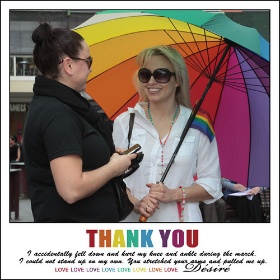 THANK YOU
I accidentally fell down and hurt my knee and ankle during the march.
I could not stand up on my own. You stretched your arms and pulled me up.
LOVE LOVE LOVE LOVE LOVE LOVE LOVE LOVE Désiré